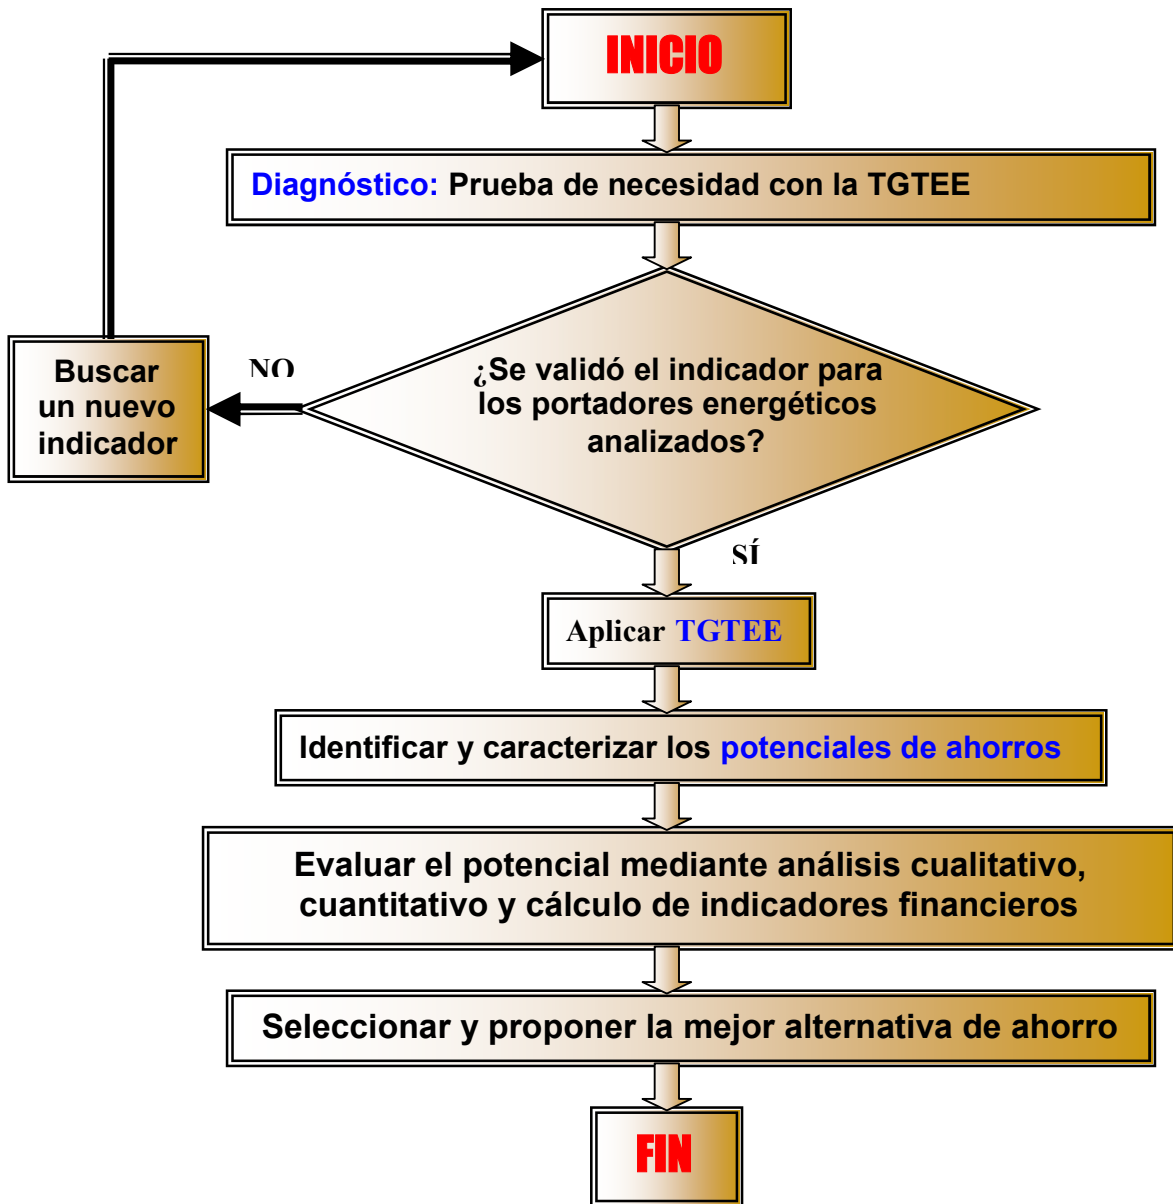 INICIO
Diagnóstico: Prueba de necesidad con la TGTEE
¿Se validó el indicador para
los portadores energéticos
analizados?
NO
Buscar
un nuevo
indicador
SÍ
Aplicar TGTEE
Identificar y caracterizar los potenciales de ahorros
Evaluar el potencial mediante análisis cualitativo,
cuantitativo y cálculo de indicadores financieros
Seleccionar y proponer la mejor alternativa de ahorro
FIN